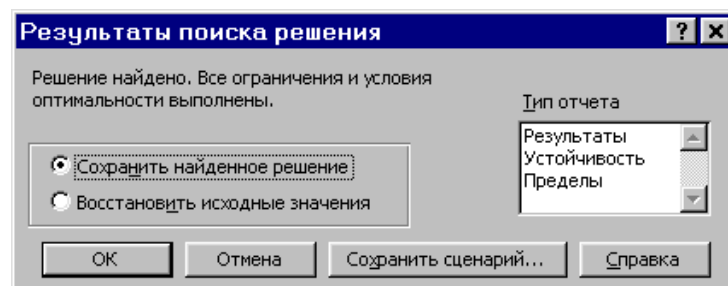 Результаты поиска решения
Решение найдено. Все ограничения и условия
оптимальности выполнены.
Тип отчета
Результаты
Устойчивость
Пределы
Сохранить найденное решение
Восстановить исходные значения
ОК
Отмена
Сохранить сценарий...
Справка